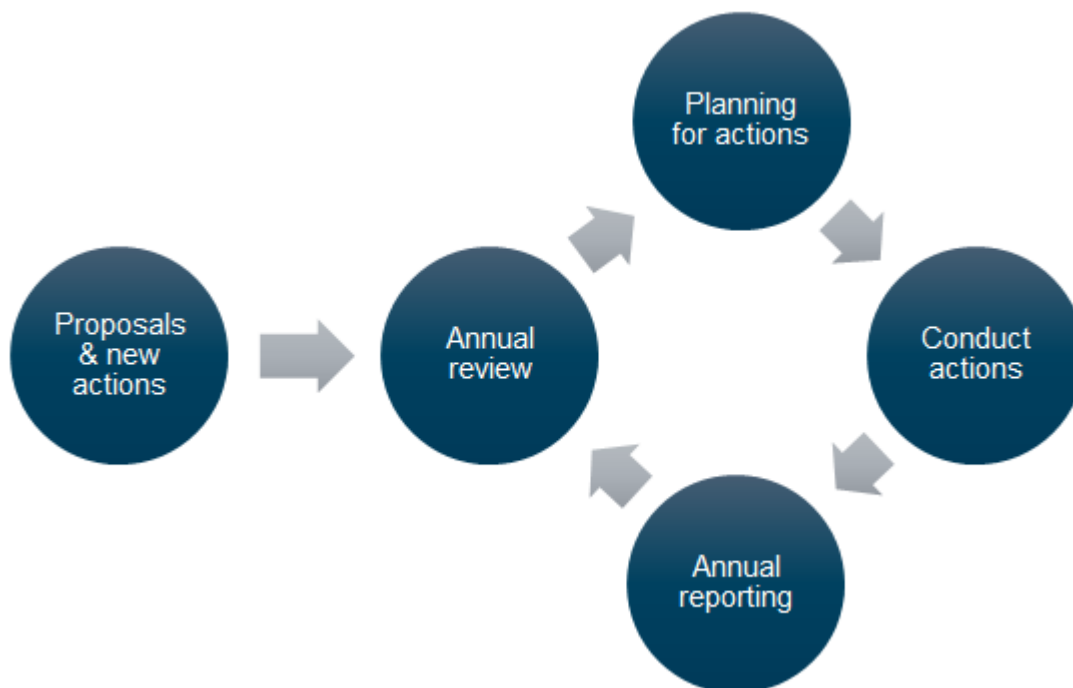 Planning
for actions
Proposals
& new
actions
Annual
review
Conduct
actions
Annual
reporting